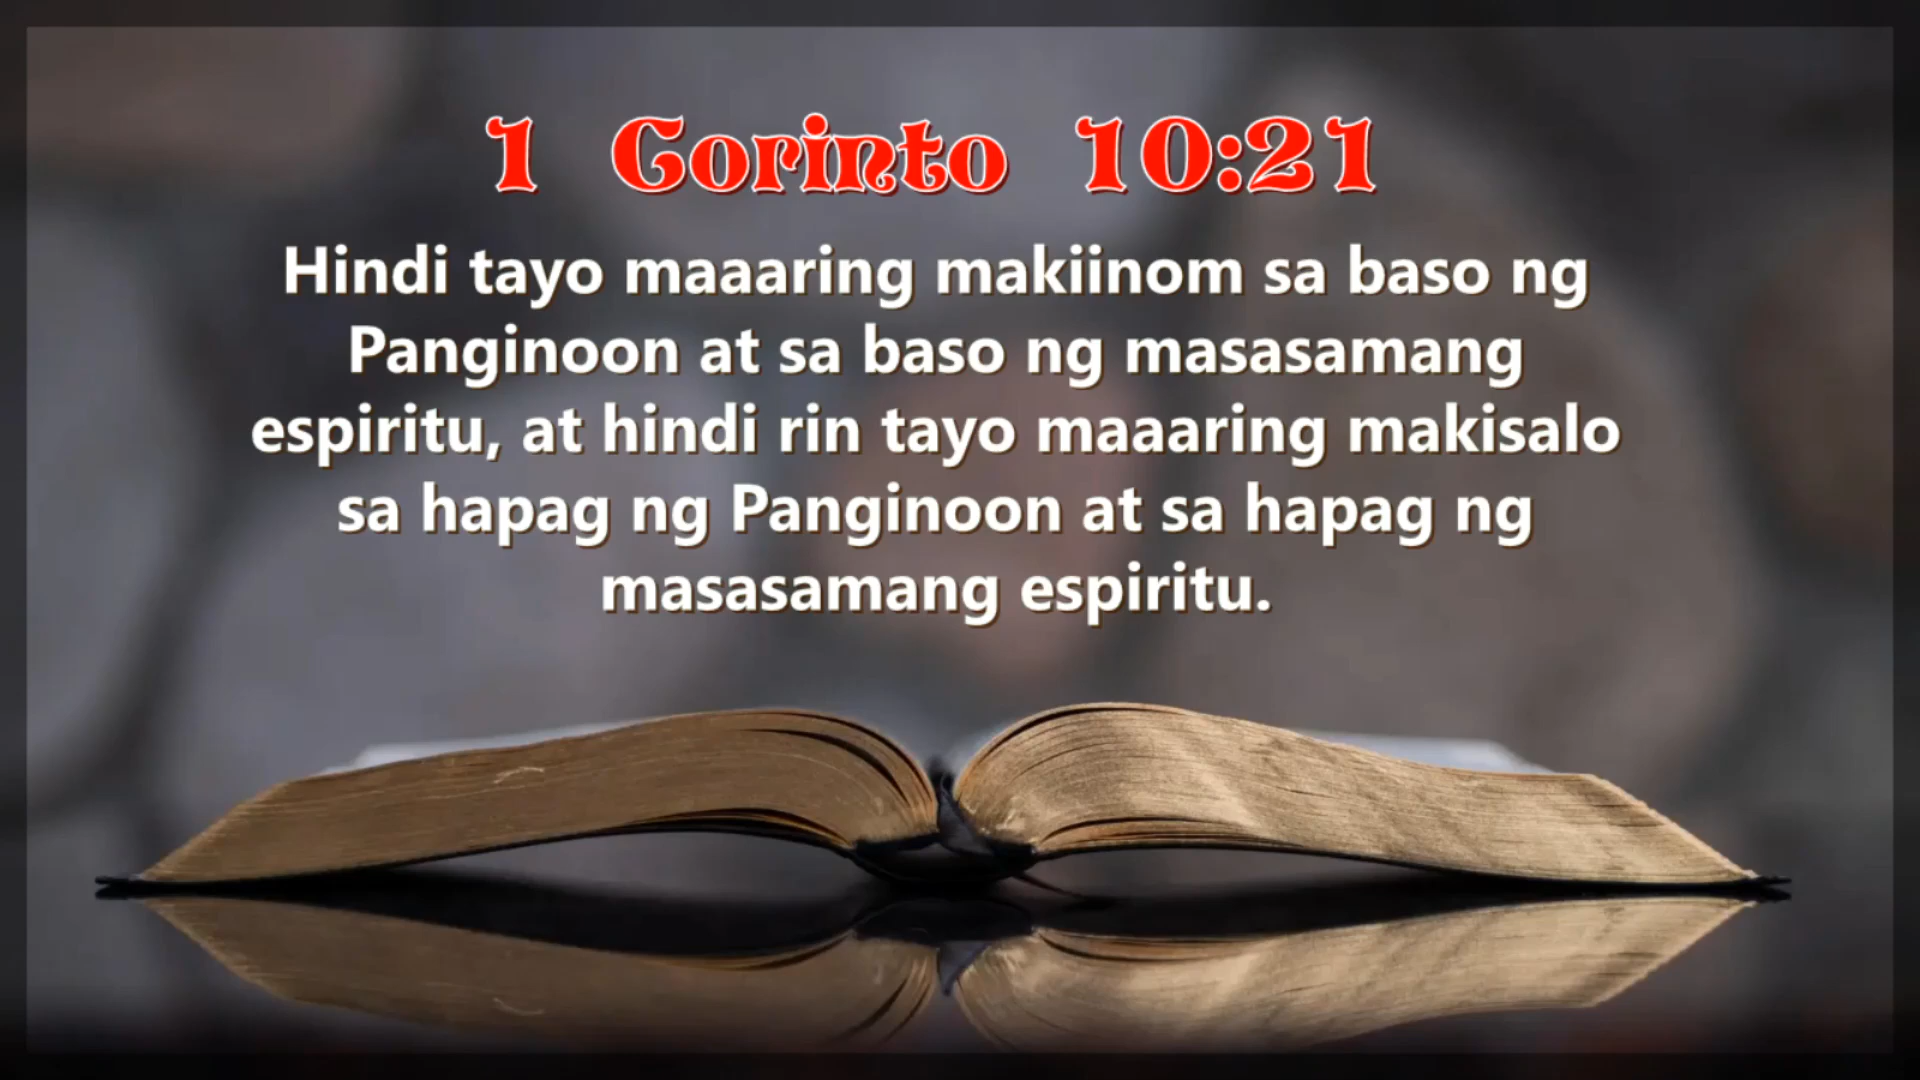 1 Corinto 10:21
Hindi tayo maaaring makiinom sa baso ng
Panginoon at sa baso ng masasamang
espiritu, at hindi rin tayo maaaring makisalo
sa hapag ng Panginoon at sa hapag ng
masasamang espiritu.